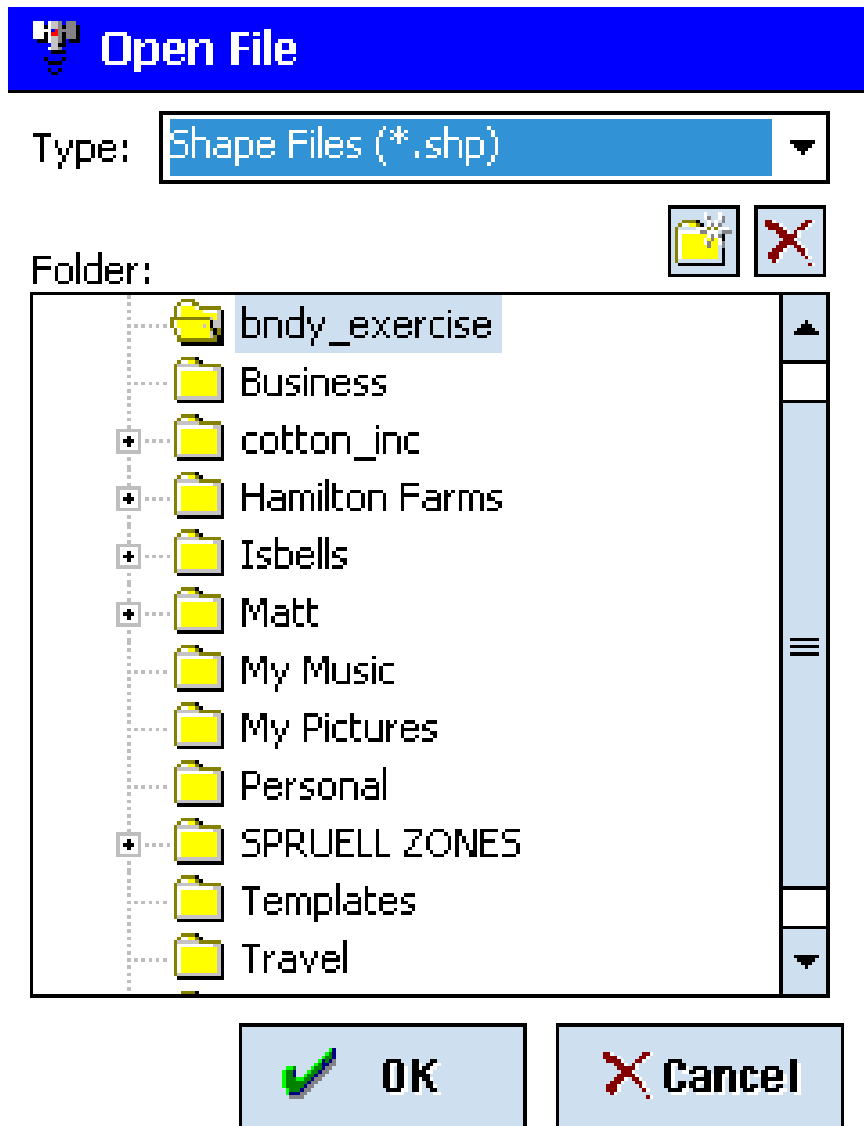 Open File
Type: Shape Files (*.shp)
Folder:
bndy_exercise
Business
cotton_inc
Hamilton Farms
Isbells
Matt
My Music
My Pictures
Personal
SPRUELL ZONES
Templates
Travel
OK Cancel